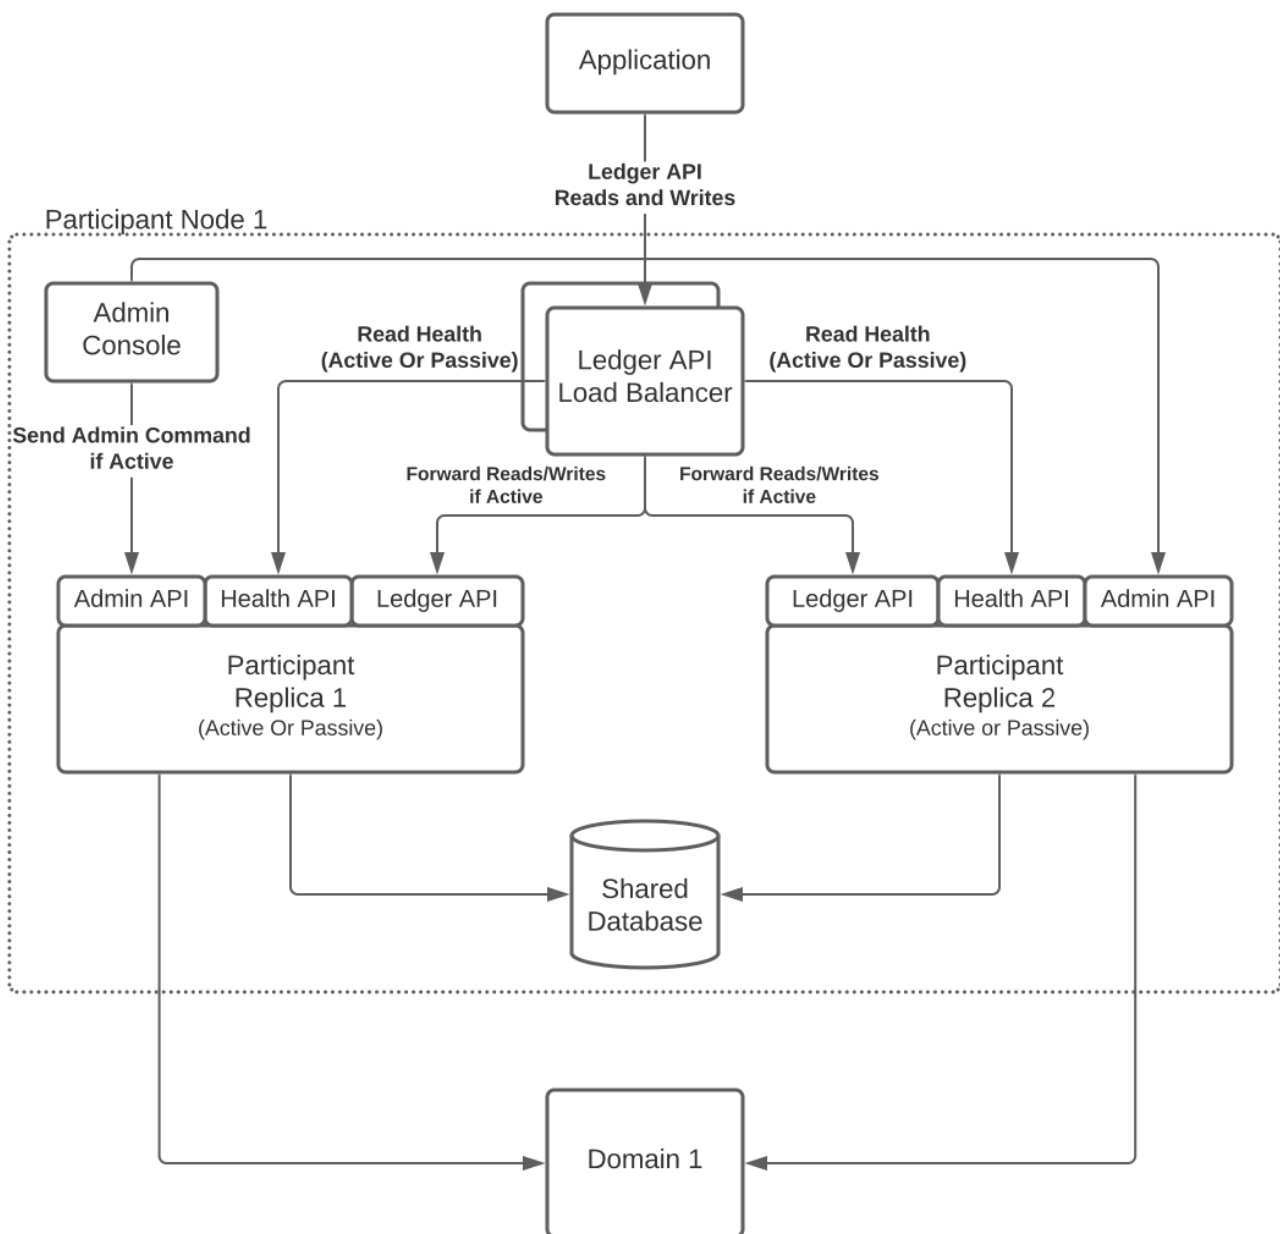 Application
Ledger API
Reads and Writes
Participant Node 1
Admin
Console
Read Health
(Active Or Passive)
Ledger API
Load Balancer
Read Health
(Active Or Passive)
Send Admin Command
if Active
Forward Reads/Writes
if Active
Forward Reads/Writes
if Active
Admin API
Health API
Ledger API
Ledger API
Health API
Admin API
Participant
Replica 1
(Active Or Passive)
Participant
Replica 2
(Active or Passive)
Shared
Database
Domain 1